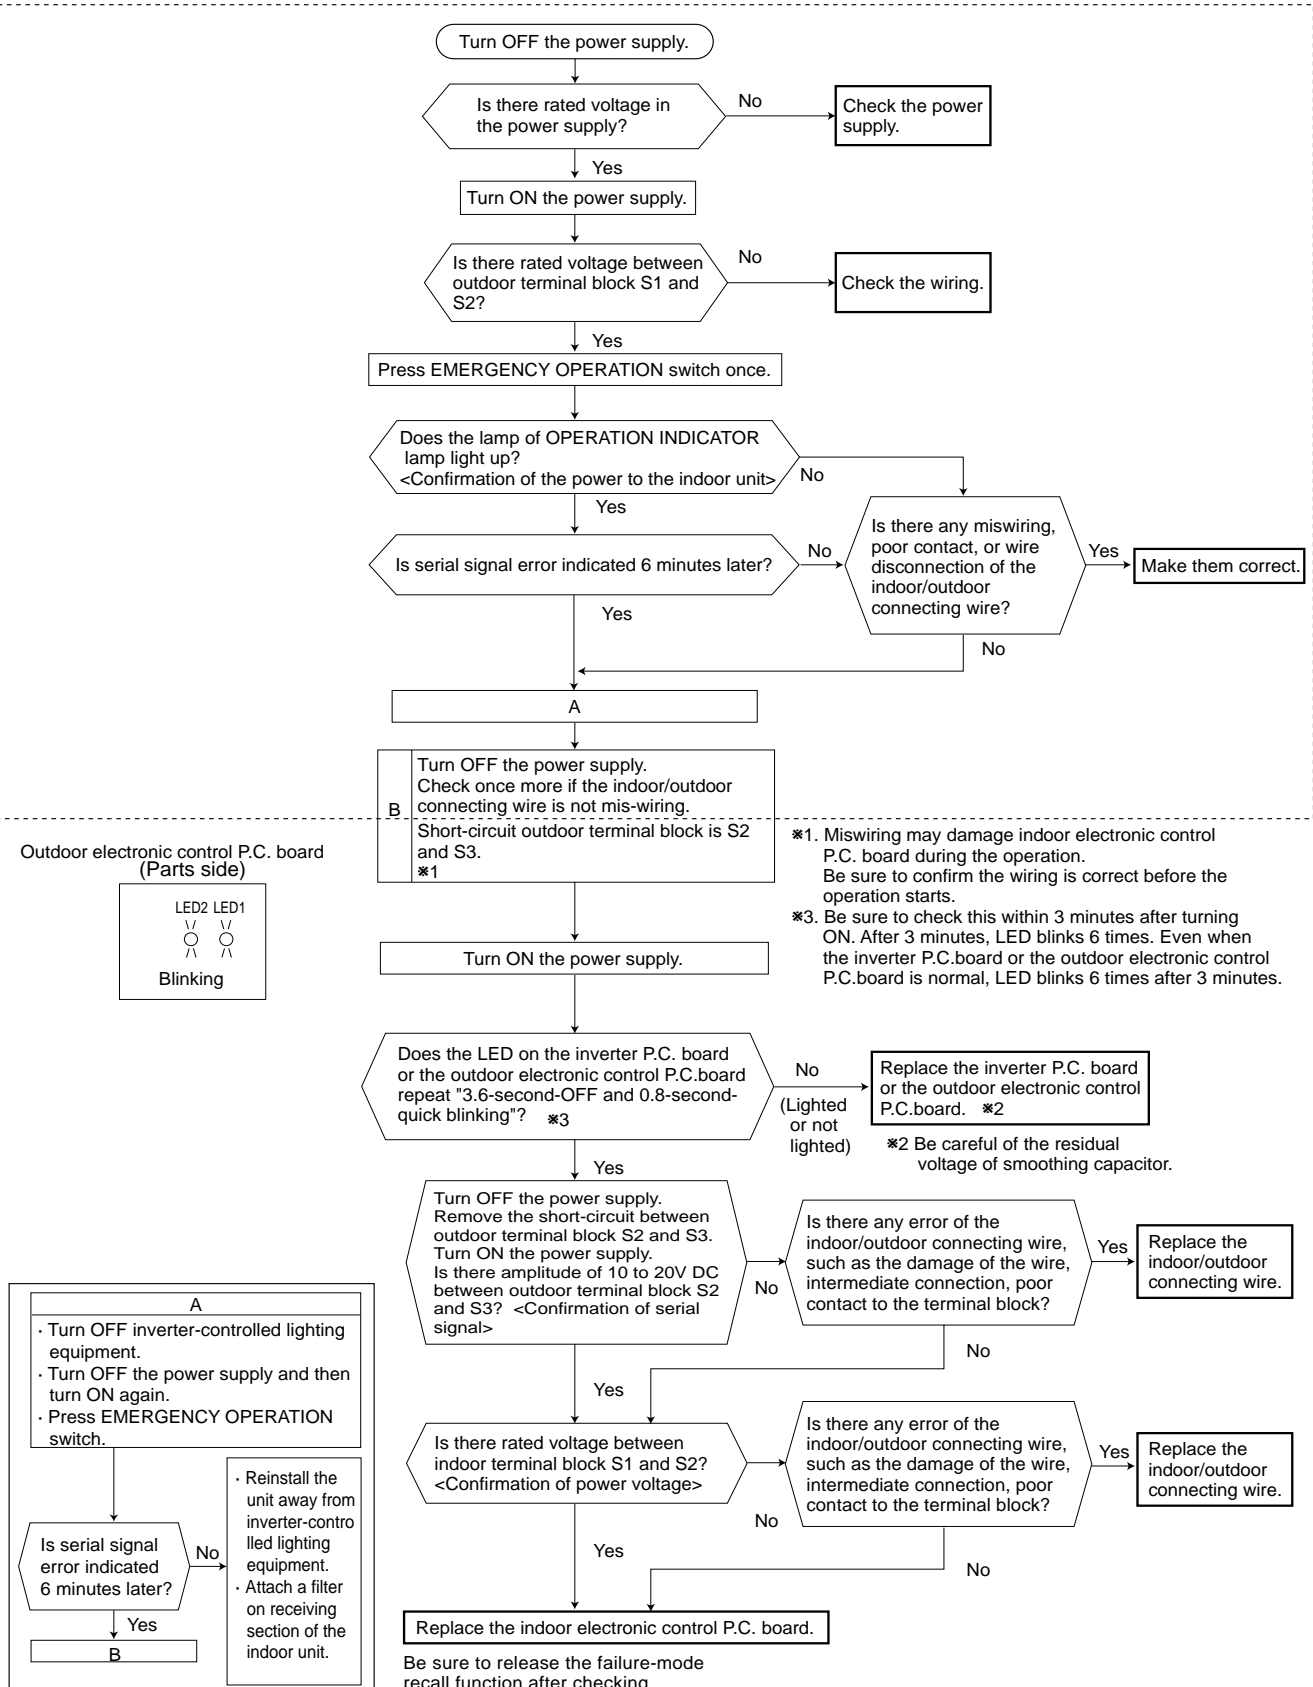 Turn OFF the power supply.
Is there rated voltage in
the power supply?
No
Check the power
supply.
Yes
Turn ON the power supply.
Is there rated voltage between
outdoor terminal block S1 and
S2?
No
Check the wiring.
Yes
Press EMERGENCY OPERATION switch once.
Does the lamp of OPERATION INDICATOR
lamp light up?
<Confirmation of the power to the indoor unit>
No
Yes
Is serial signal error indicated 6 minutes later?
No
Is there any miswiring,
poor contact, or wire
disconnection of the
indoor/outdoor
connecting wire?
Yes
Make them correct.
Yes
No
A
B
Turn OFF the power supply.
Check once more if the indoor/outdoor
connecting wire is not mis-wiring.
Short-circuit outdoor terminal block is S2
and S3.
※1
※1. Miswiring may damage indoor electronic control
P.C. board during the operation.
Be sure to confirm the wiring is correct before the
operation starts.
※3. Be sure to check this within 3 minutes after turning
ON. After 3 minutes, LED blinks 6 times. Even when
the inverter P.C.board or the outdoor electronic control
P.C.board is normal, LED blinks 6 times after 3 minutes.
Outdoor electronic control P.C. board
(Parts side)
LED2 LED1
Blinking
Turn ON the power supply.
Does the LED on the inverter P.C. board
or the outdoor electronic control P.C.board
repeat "3.6-second-OFF and 0.8-second-
quick blinking"? ※3
No
(Lighted
or not
lighted)
Replace the inverter P.C. board
or the outdoor electronic control
P.C.board. ※2
※2 Be careful of the residual
voltage of smoothing capacitor.
Yes
Turn OFF the power supply.
Remove the short-circuit between
outdoor terminal block S2 and S3.
Turn ON the power supply.
Is there amplitude of 10 to 20V DC
between outdoor terminal block S2
and S3? <Confirmation of serial
signal>
No
Is there any error of the
indoor/outdoor connecting wire,
such as the damage of the wire,
intermediate connection, poor
contact to the terminal block?
Yes
Replace the
indoor/outdoor
connecting wire.
No
Yes
Is there rated voltage between
indoor terminal block S1 and S2?
<Confirmation of power voltage>
No
Is there any error of the
indoor/outdoor connecting wire,
such as the damage of the wire,
intermediate connection, poor
contact to the terminal block?
Yes
Replace the
indoor/outdoor
connecting wire.
Yes
No
Replace the indoor electronic control P.C. board.
Be sure to release the failure-mode
recall function after checking
A
· Turn OFF inverter-controlled lighting
equipment.
· Turn OFF the power supply and then
turn ON again.
· Press EMERGENCY OPERATION
switch.
Is serial signal
error indicated
6 minutes later?
No
· Reinstall the
unit away from
inverter-contro
lled lighting
equipment.
· Attach a filter
on receiving
section of the
indoor unit.
Yes
B